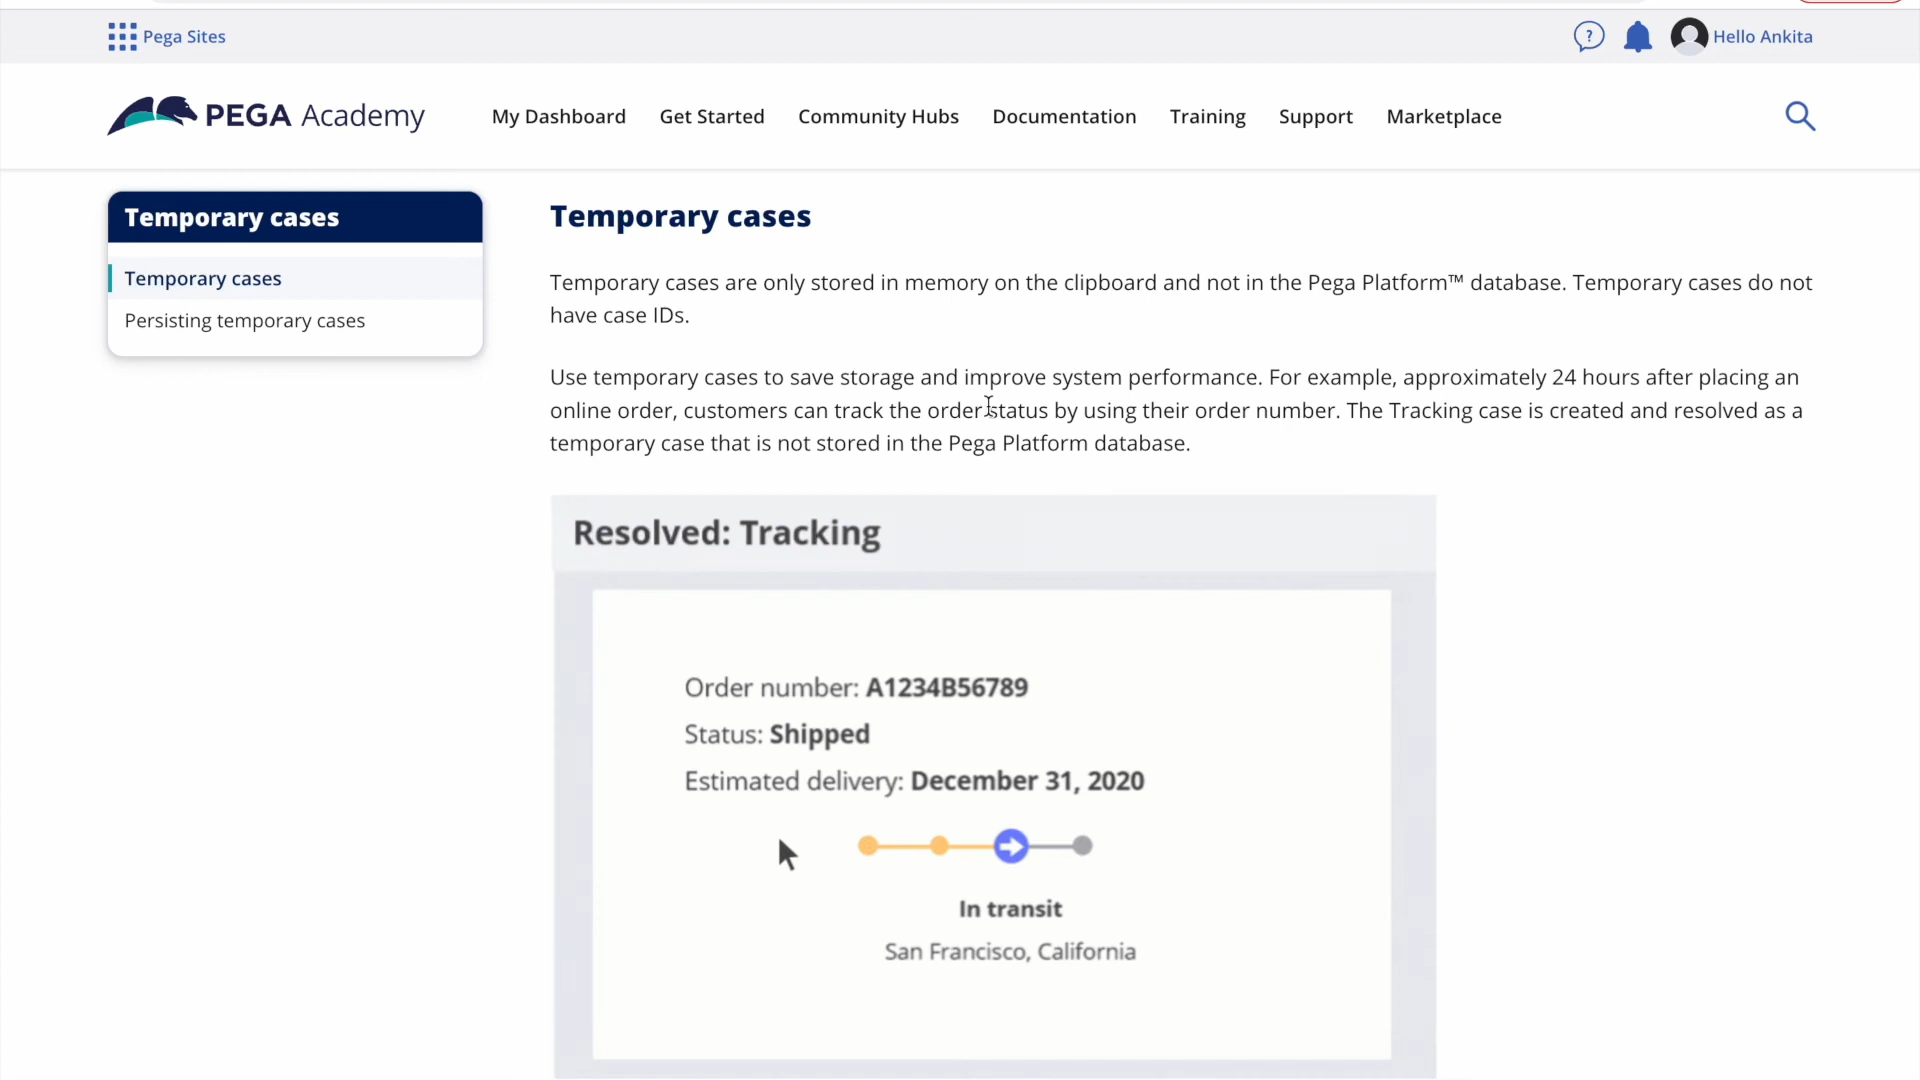 Pega Sites
?
Hello Ankita
PEGA Academy
My Dashboard
Get Started
Community Hubs
Documentation
Training
Support
Marketplace
Temporary cases
Temporary cases
Persisting temporary cases
Temporary cases
Temporary cases are only stored in memory on the clipboard and not in the Pega Platform™ database. Temporary cases do not
have case IDs.
Use temporary cases to save storage and improve system performance. For example, approximately 24 hours after placing an
online order, customers can track the order status by using their order number. The Tracking case is created and resolved as a
temporary case that is not stored in the Pega Platform database.
Resolved: Tracking
Order number: A1234B56789
Status: Shipped
Estimated delivery: December 31, 2020
In transit
San Francisco, California